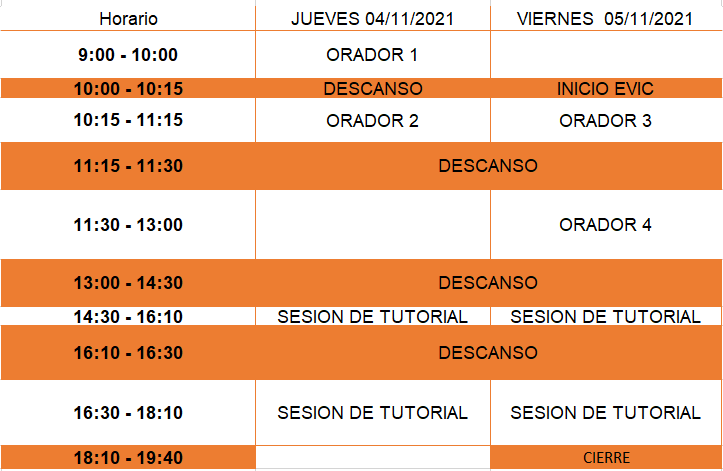 Horario JUEVES 04/11/2021 VIERNES 05/11/2021
9:00 - 10:00 ORADOR 1
10:00 - 10:15 DESCANSO INICIO EVIC
10:15 - 11:15 ORADOR 2 ORADOR 3
11:15 - 11:30 DESCANSO
11:30 - 13:00 ORADOR 4
13:00 - 14:30 DESCANSO
14:30 - 16:10 SESION DE TUTORIAL SESION DE TUTORIAL
16:10 - 16:30 DESCANSO
16:30 - 18:10 SESION DE TUTORIAL SESION DE TUTORIAL
18:10 - 19:40 CIERRE